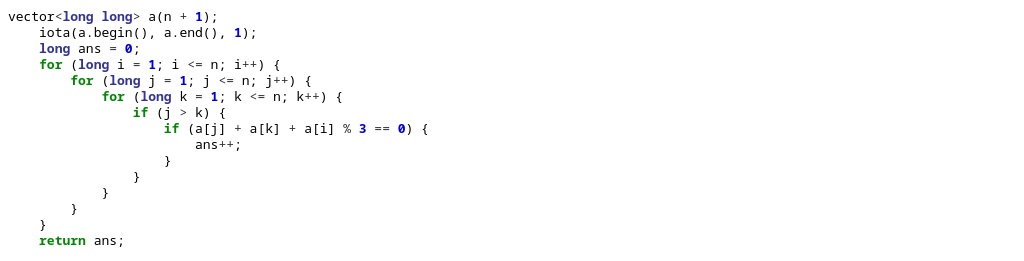 vector<long long> a(n + 1);
    iota(a.begin(), a.end(), 1);
    long ans = 0;
    for (long i = 1; i <= n; i++) {
        for (long j = 1; j <= n; j++) {
            for (long k = 1; k <= n; k++) {
                if (j > k) {
                    if (a[j] + a[k] + a[i] % 3 == 0) {
                        ans++;
                    }
                }
            }
        }
    }
    return ans;